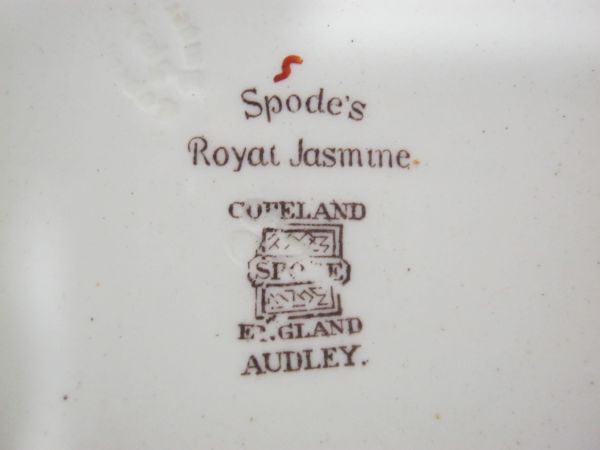 S
Spode's
Royal Jasmine
COPELAND
SPODE
ENGLAND
AUDLEY.